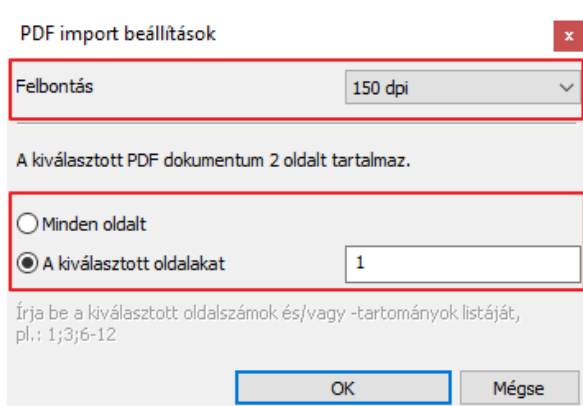 PDF import beállítások
x
Felbontás 150 dpi
A kiválasztott PDF dokumentum 2 oldalt tartalmaz.
Minden oldalt
A kiválasztott oldalakat 1
Írja be a kiválasztott oldalszámok és/vagy -tartományok listáját,
pl.: 1;3;6-12
OK Mégse